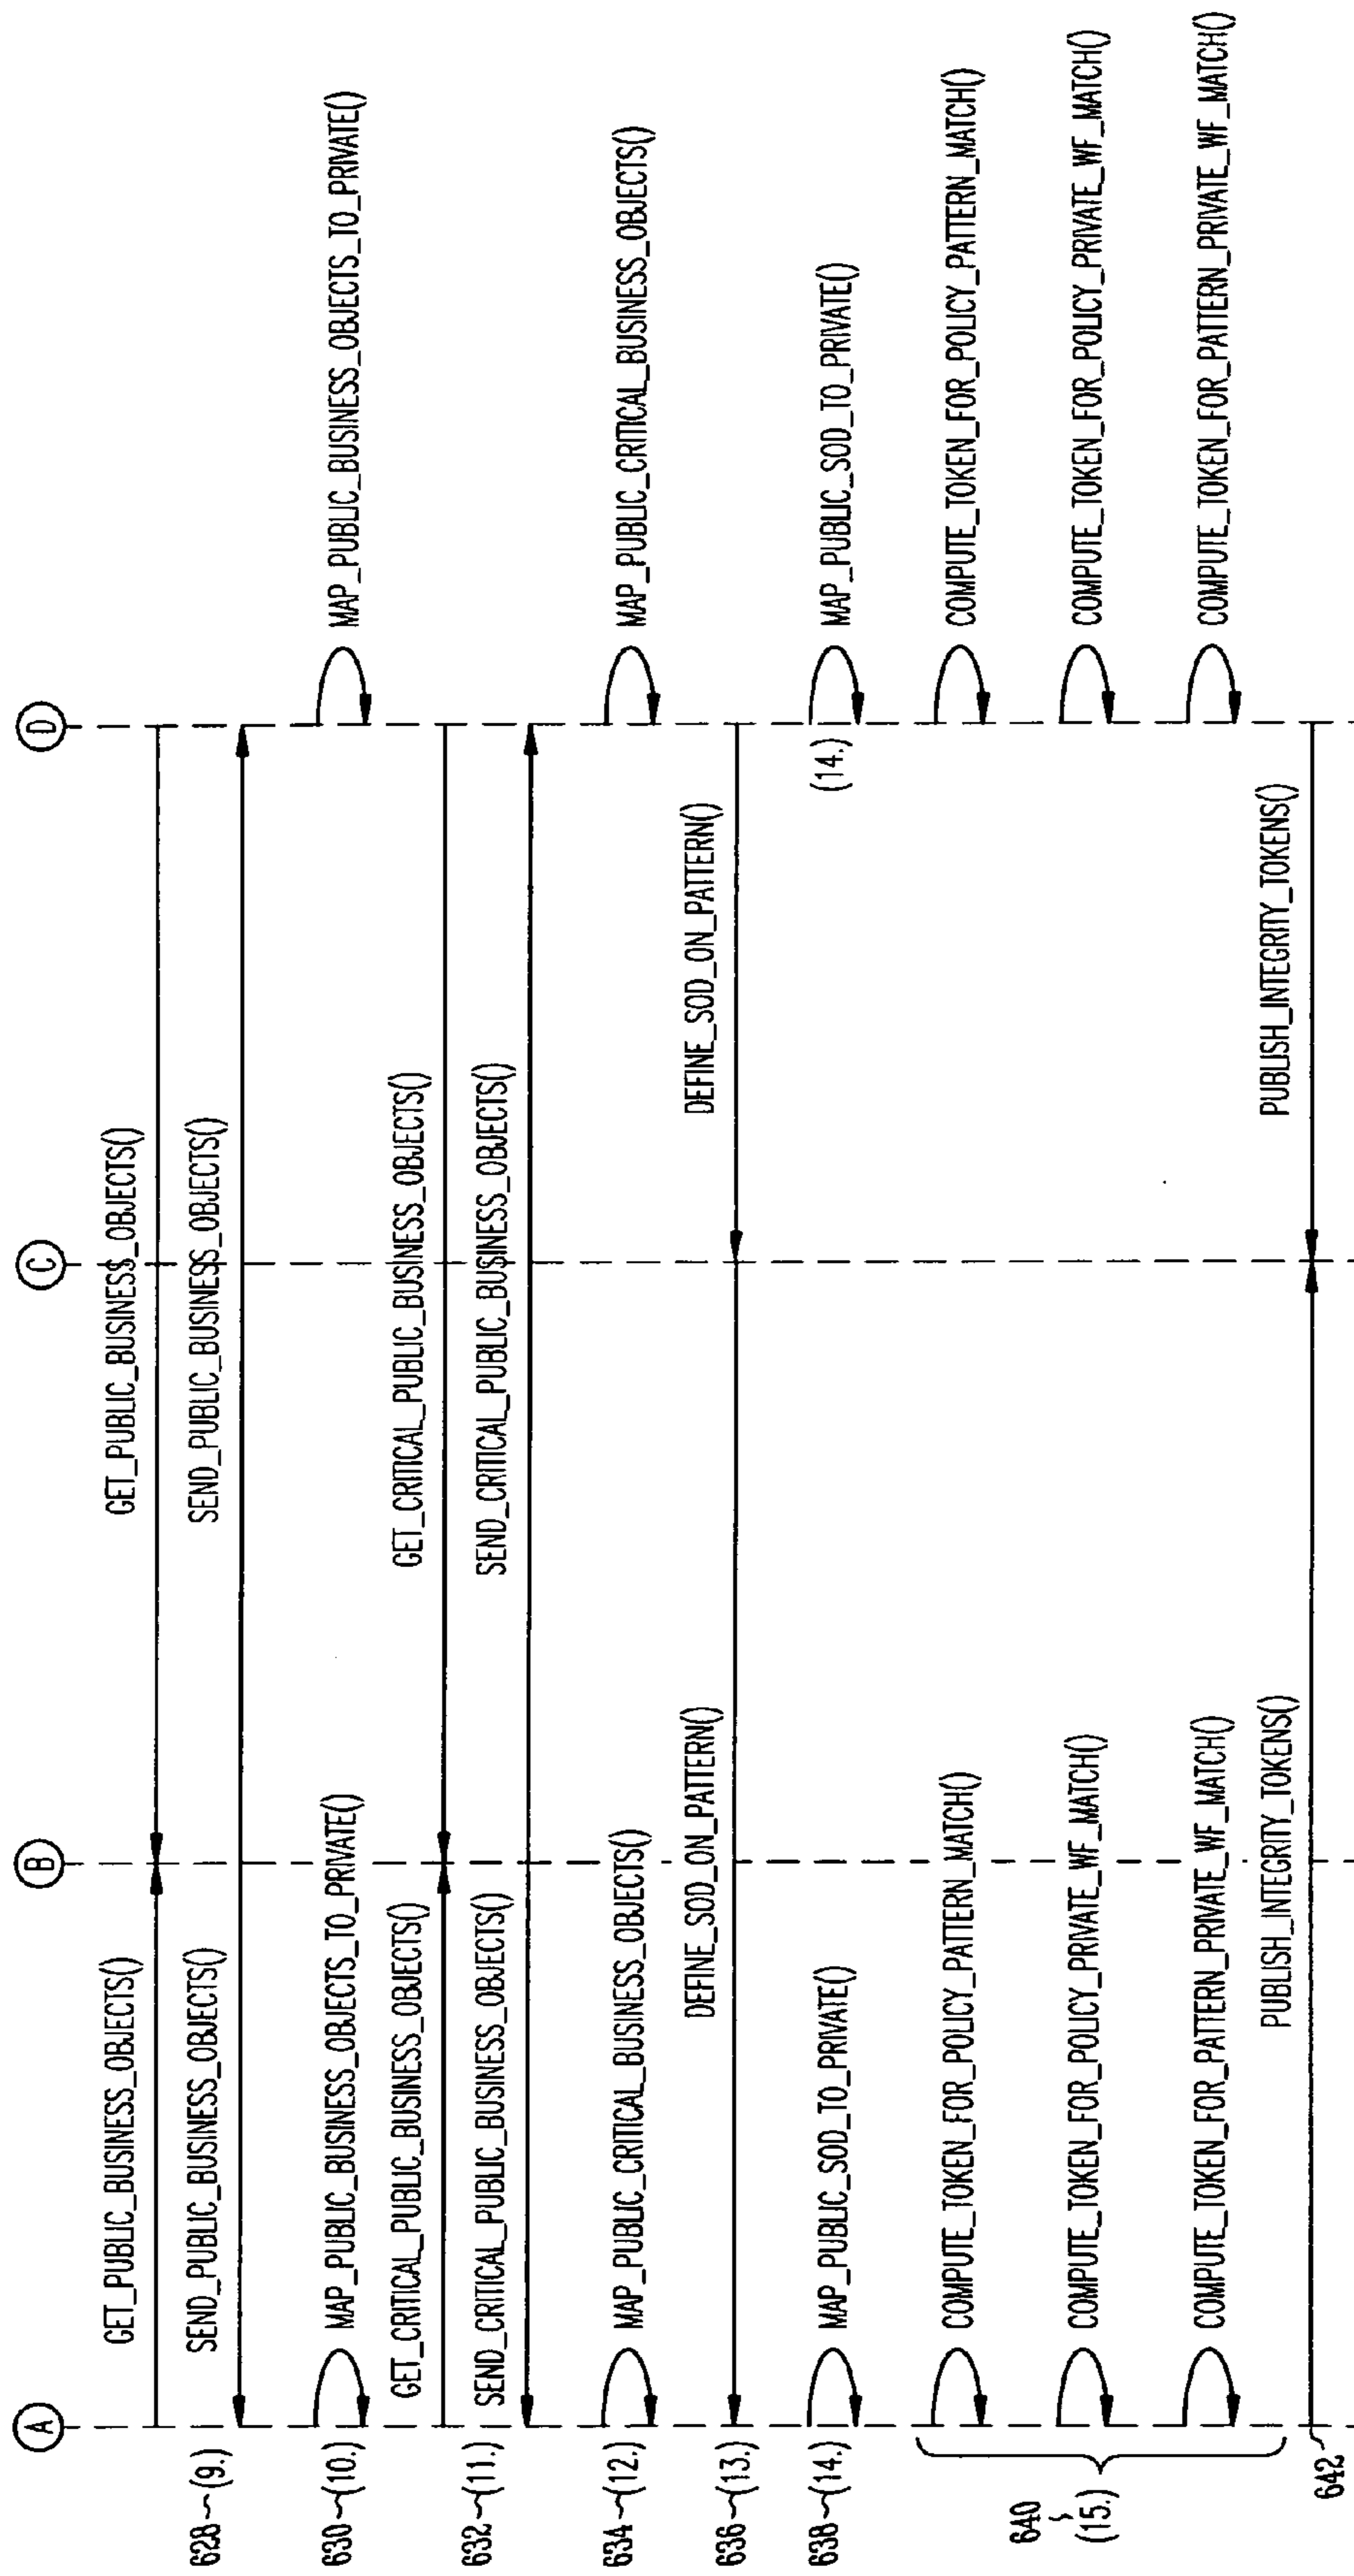 A
B
C
D
GET_PUBLIC_BUSINESS_OBJECTS()
GET_PUBLIC_BUSINESS_OBJECTS()
628 (9.)
SEND_PUBLIC_BUSINESS_OBJECTS()
SEND_PUBLIC_BUSINESS_OBJECTS()
630 (10.)
MAP_PUBLIC_BUSINESS_OBJECTS_TO_PRIVATE()
MAP_PUBLIC_BUSINESS_OBJECTS_TO_PRIVATE()
GET_CRITICAL_PUBLIC_BUSINESS_OBJECTS()
GET_CRITICAL_PUBLIC_BUSINESS_OBJECTS()
632 (11.)
SEND_CRITICAL_PUBLIC_BUSINESS_OBJECTS()
SEND_CRITICAL_PUBLIC_BUSINESS_OBJECTS()
634 (12.)
MAP_PUBLIC_CRITICAL_BUSINESS_OBJECTS()
MAP_PUBLIC_CRITICAL_BUSINESS_OBJECTS()
636 (13.)
DEFINE_SOD_ON_PATTERN()
DEFINE_SOD_ON_PATTERN()
638 (14.)
MAP_PUBLIC_SOD_TO_PRIVATE()
(14.)
MAP_PUBLIC_SOD_TO_PRIVATE()
640
(15.)
COMPUTE_TOKEN_FOR_POLICY_PATTERN_MATCH()
COMPUTE_TOKEN_FOR_POLICY_PATTERN_MATCH()
COMPUTE_TOKEN_FOR_POLICY_PRIVATE_WF_MATCH()
COMPUTE_TOKEN_FOR_POLICY_PRIVATE_WF_MATCH()
COMPUTE_TOKEN_FOR_PATTERN_PRIVATE_WF_MATCH()
COMPUTE_TOKEN_FOR_PATTERN_PRIVATE_WF_MATCH()
PUBLISH_INTEGRITY_TOKENS()
PUBLISH_INTEGRITY_TOKENS()
642